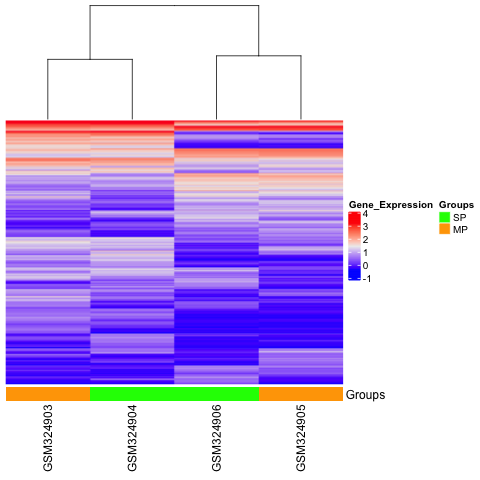 Gene_Expression
4
3
2
1
0
-1
Groups
SP
MP
Groups
GSM324903
GSM324904
GSM324906
GSM324905